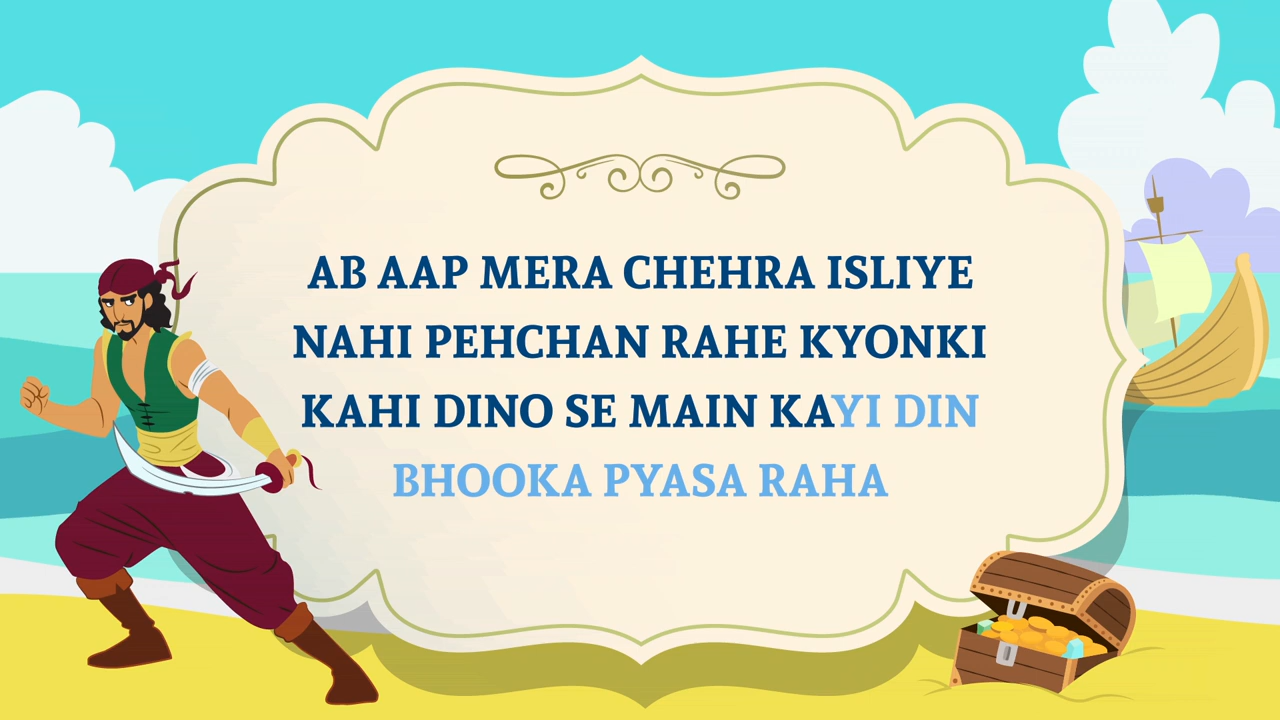 AB AAP MERA CHEHRA ISLIYE
NAHI PEHCHAN RAHE KYONKI
KAHI DINO SE MAIN KAYI DIN
BHOOKA PYASA RAHA